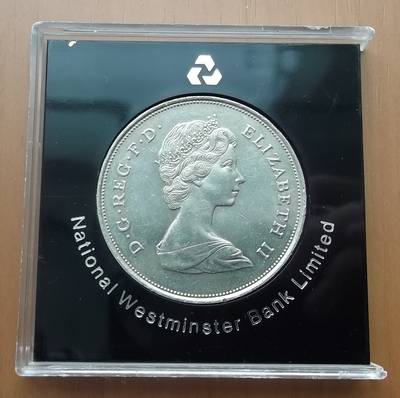 D·G·REG·F·D· ELIZABETH II
National Westminster Bank Limited